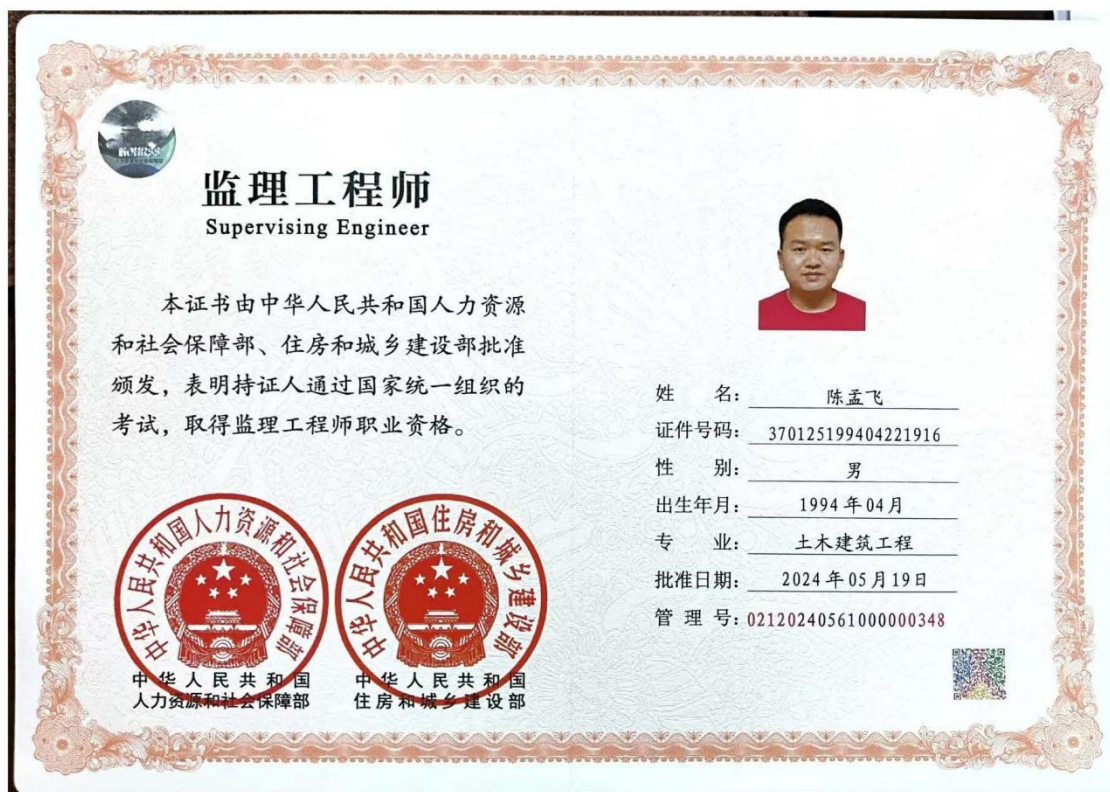 监理工程师
Supervising Engineer
本证书由中华人民共和国人力资源
和社会保障部、住房和城乡建设部批准
颁发，表明持证人通过国家统一组织的
考试，取得监理工程师职业资格。
中华人民共和国人力资源和社会保障部
中华人民共和国住房和城乡建设部
中华人民共和国
人力资源和社会保障部
中华人民共和国
住房和城乡建设部
姓 名：陈孟飞
证件号码：370125199404221916
性 别：男
出生年月：1994年04月
专 业：土木建筑工程
批准日期：2024年05月19日
管 理 号：02120240561000000348